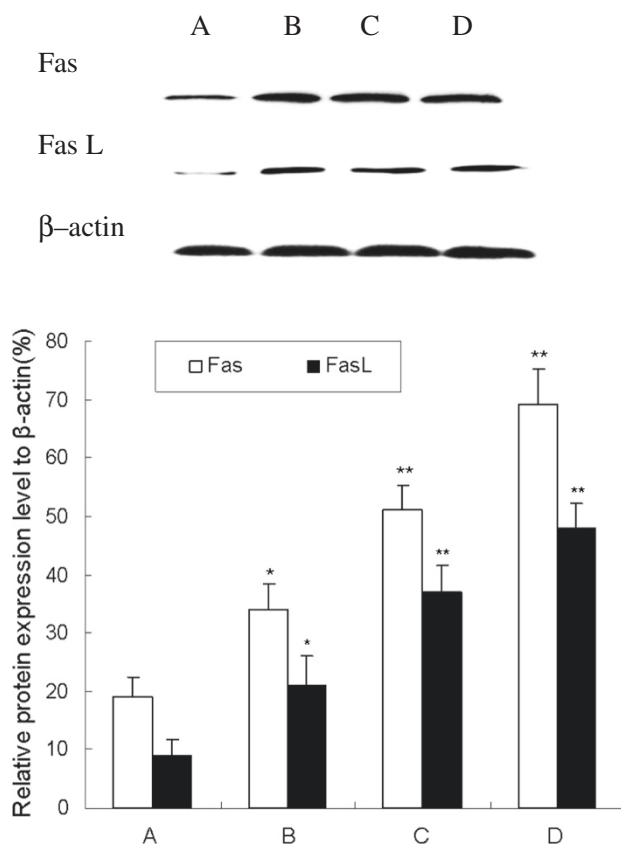 A B C D
Fas
Fas L
β–actin
Relative protein expression level to β-actin(%)
80
70
60
50
40
30
20
10
0
Fas FasL
*
*
**
**
**
**
A B C D